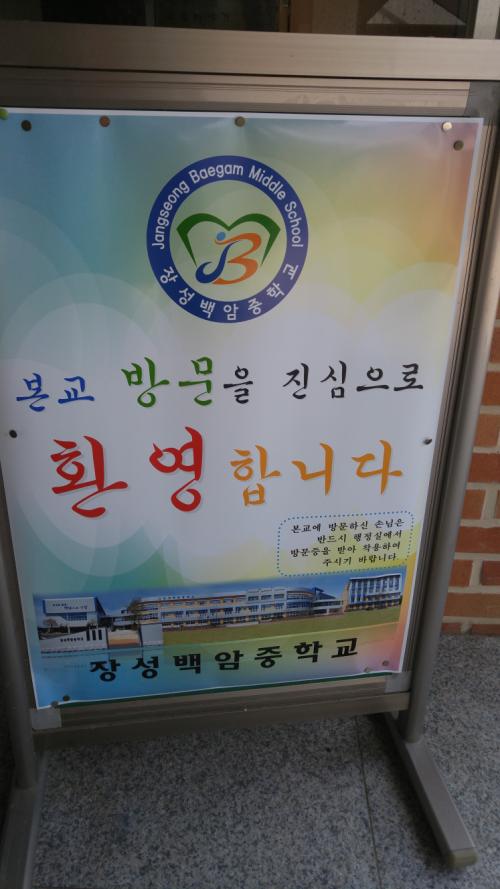 Jangseong Baegam Middle School
장성백암중학교
본교 방문을 진심으로
환영합니다
본교에 방문하신 손님은
반드시 행정실에서
방문증을 받아 착용하여
주시기 바랍니다.
장성백암중학교